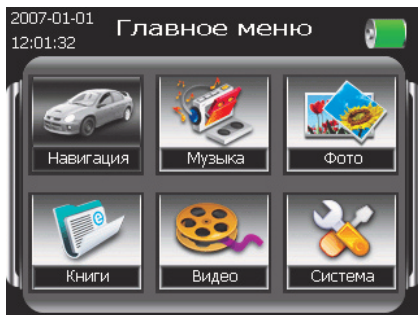 2007-01-01
Главное меню
12:01:32
Навигация
Музыка
Фото
Книги
Видео
Система